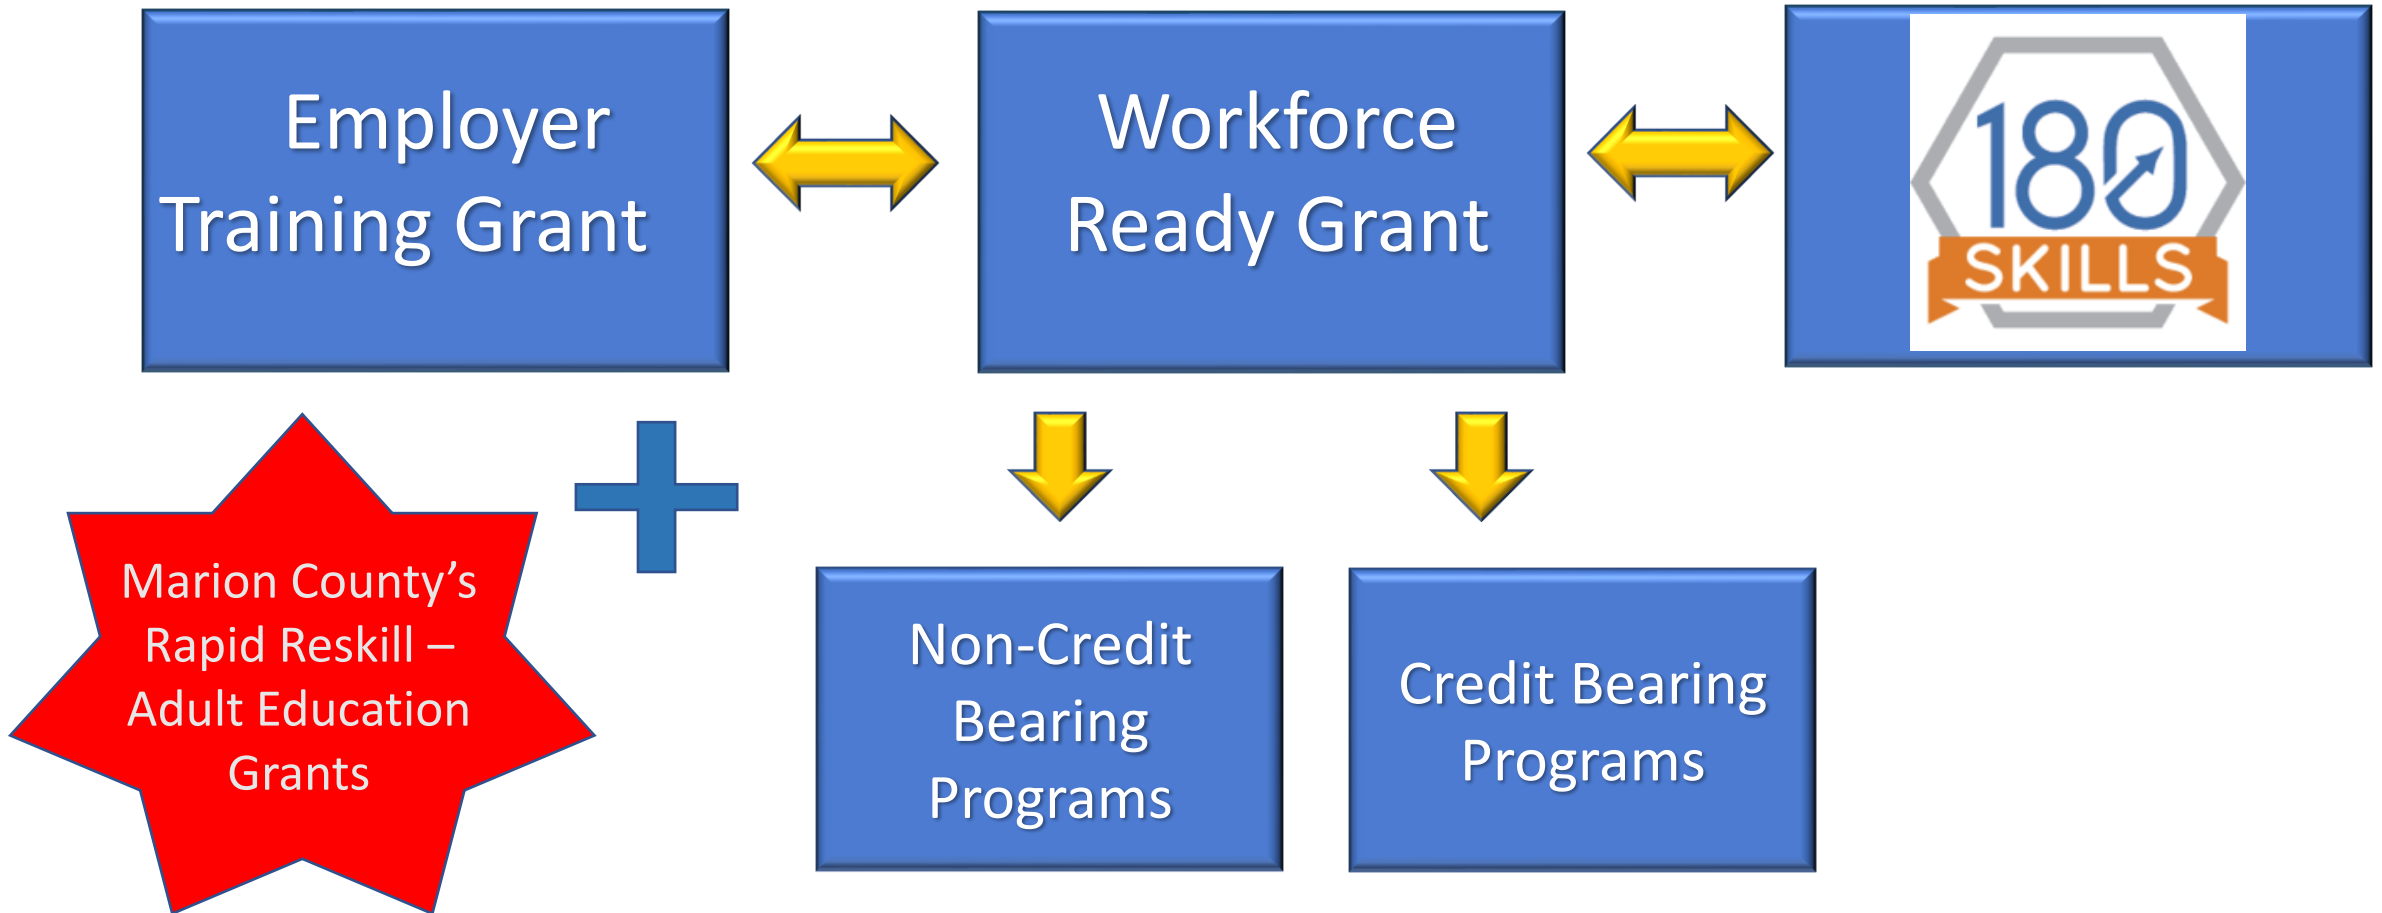 Employer
Training Grant
Workforce
Ready Grant
180
SKILLS
Marion County’s
Rapid Reskill –
Adult Education
Grants
Non-Credit
Bearing
Programs
Credit Bearing
Programs